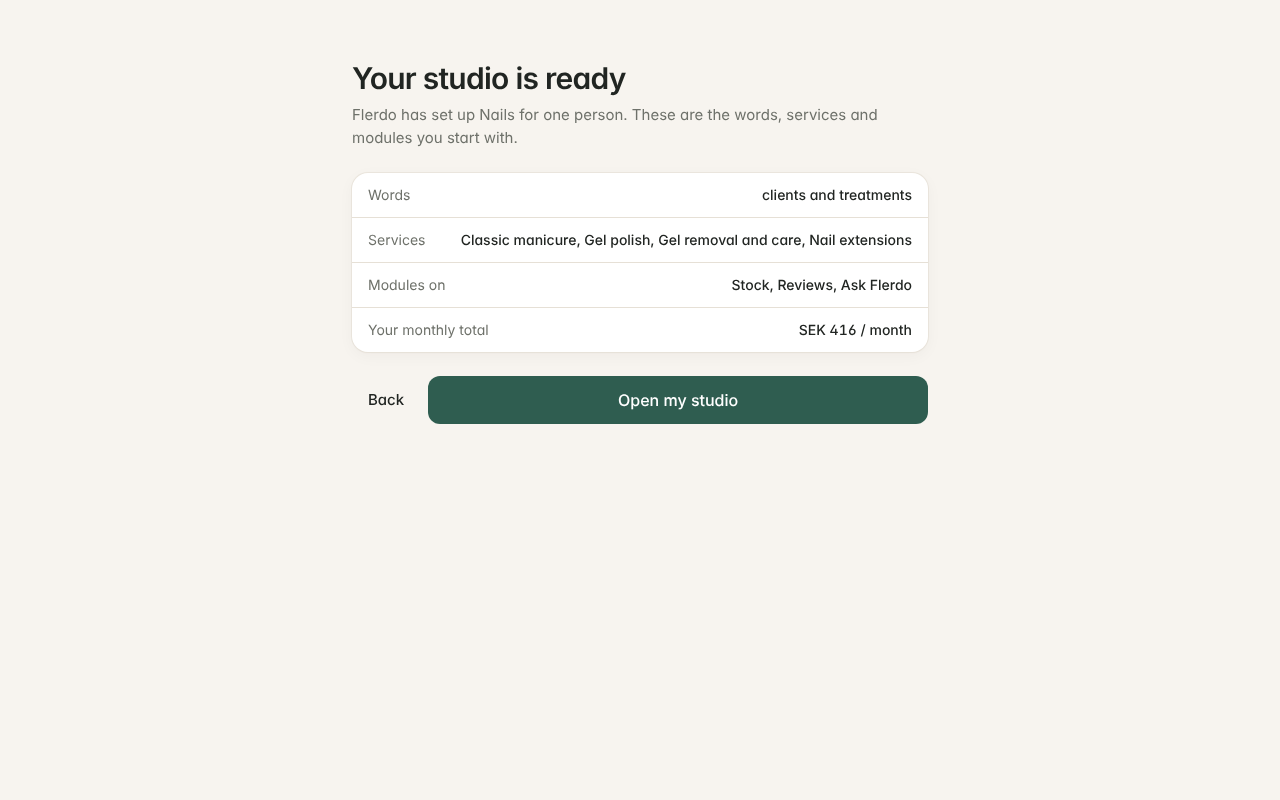 Your studio is ready
Flerdo has set up Nails for one person. These are the words, services and
modules you start with.
Words clients and treatments
Services Classic manicure, Gel polish, Gel removal and care, Nail extensions
Modules on Stock, Reviews, Ask Flerdo
Your monthly total SEK 416 / month
Back Open my studio